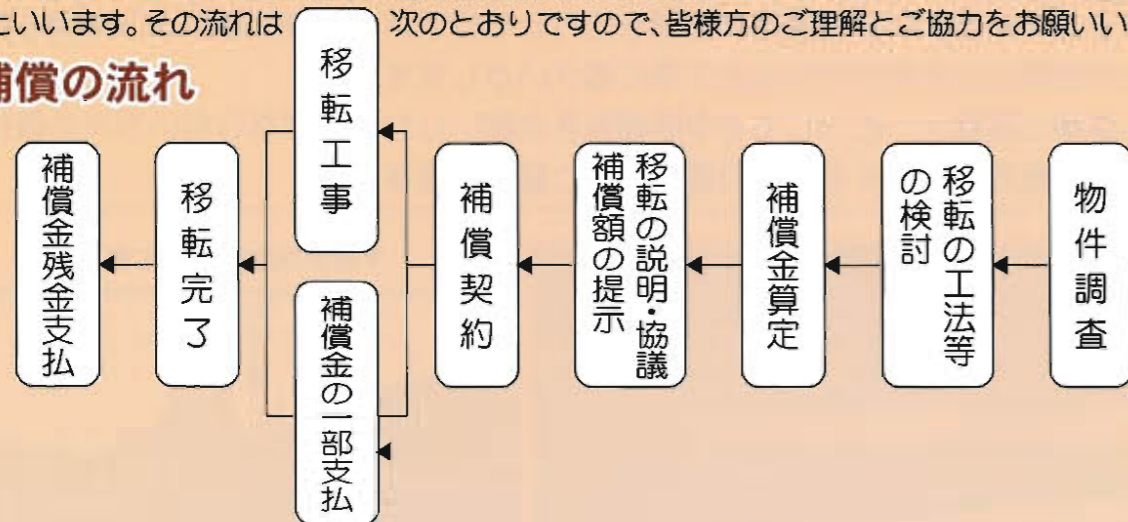 といいます。その流れは 次のとおりですので、皆様方のご理解とご協力をお願いい
補償の流れ
物件調査
移転の工法等
の検討
補償金算定
移転の説明・協議
補償額の提示
補償契約
移転工事
補償金の一部支払
移転完了
補償金残金支払